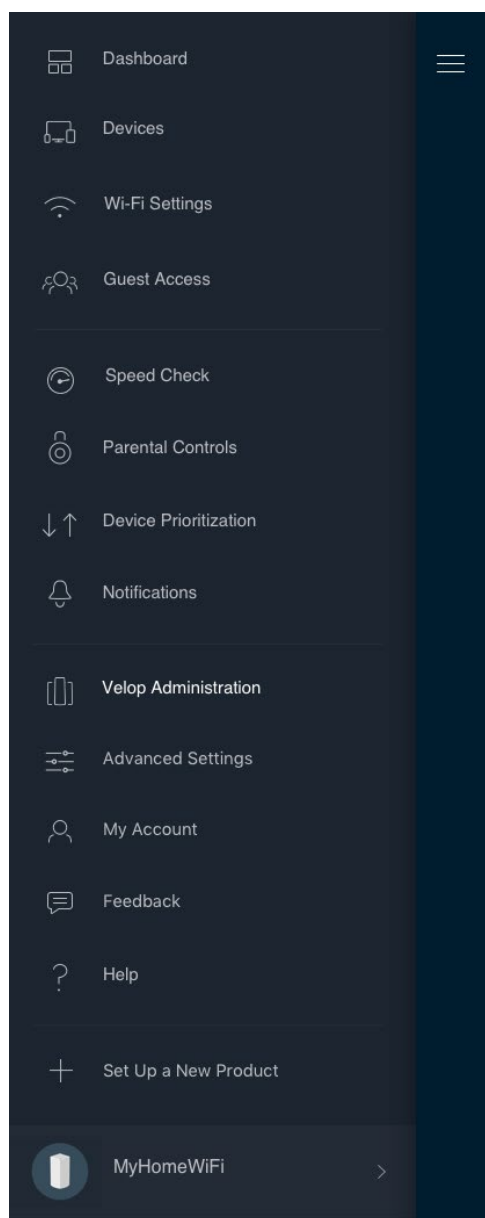 Dashboard
Devices
Wi-Fi Settings
Guest Access
Speed Check
Parental Controls
Device Prioritization
Notifications
Velop Administration
Advanced Settings
My Account
Feedback
Help
Set Up a New Product
MyHomeWiFi